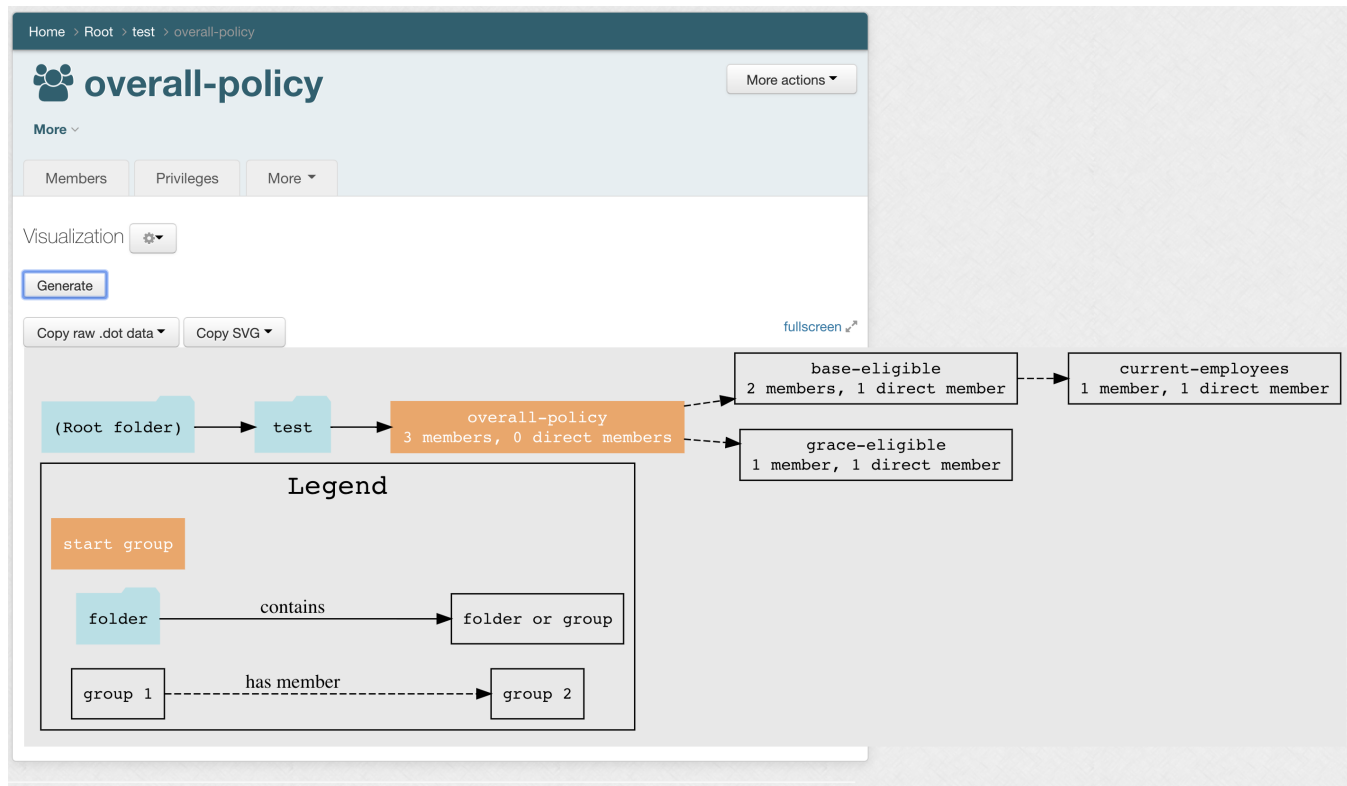 Home > Root > test > overall-policy
overall-policy
More actions
More
Members
Privileges
More
Visualization
Generate
Copy raw .dot data
Copy SVG
fullscreen
(Root folder)
test
overall-policy
3 members, 0 direct members
base-eligible
2 members, 1 direct member
current-employees
1 member, 1 direct member
grace-eligible
1 member, 1 direct member
Legend
start group
folder
contains
folder or group
group 1
has member
group 2